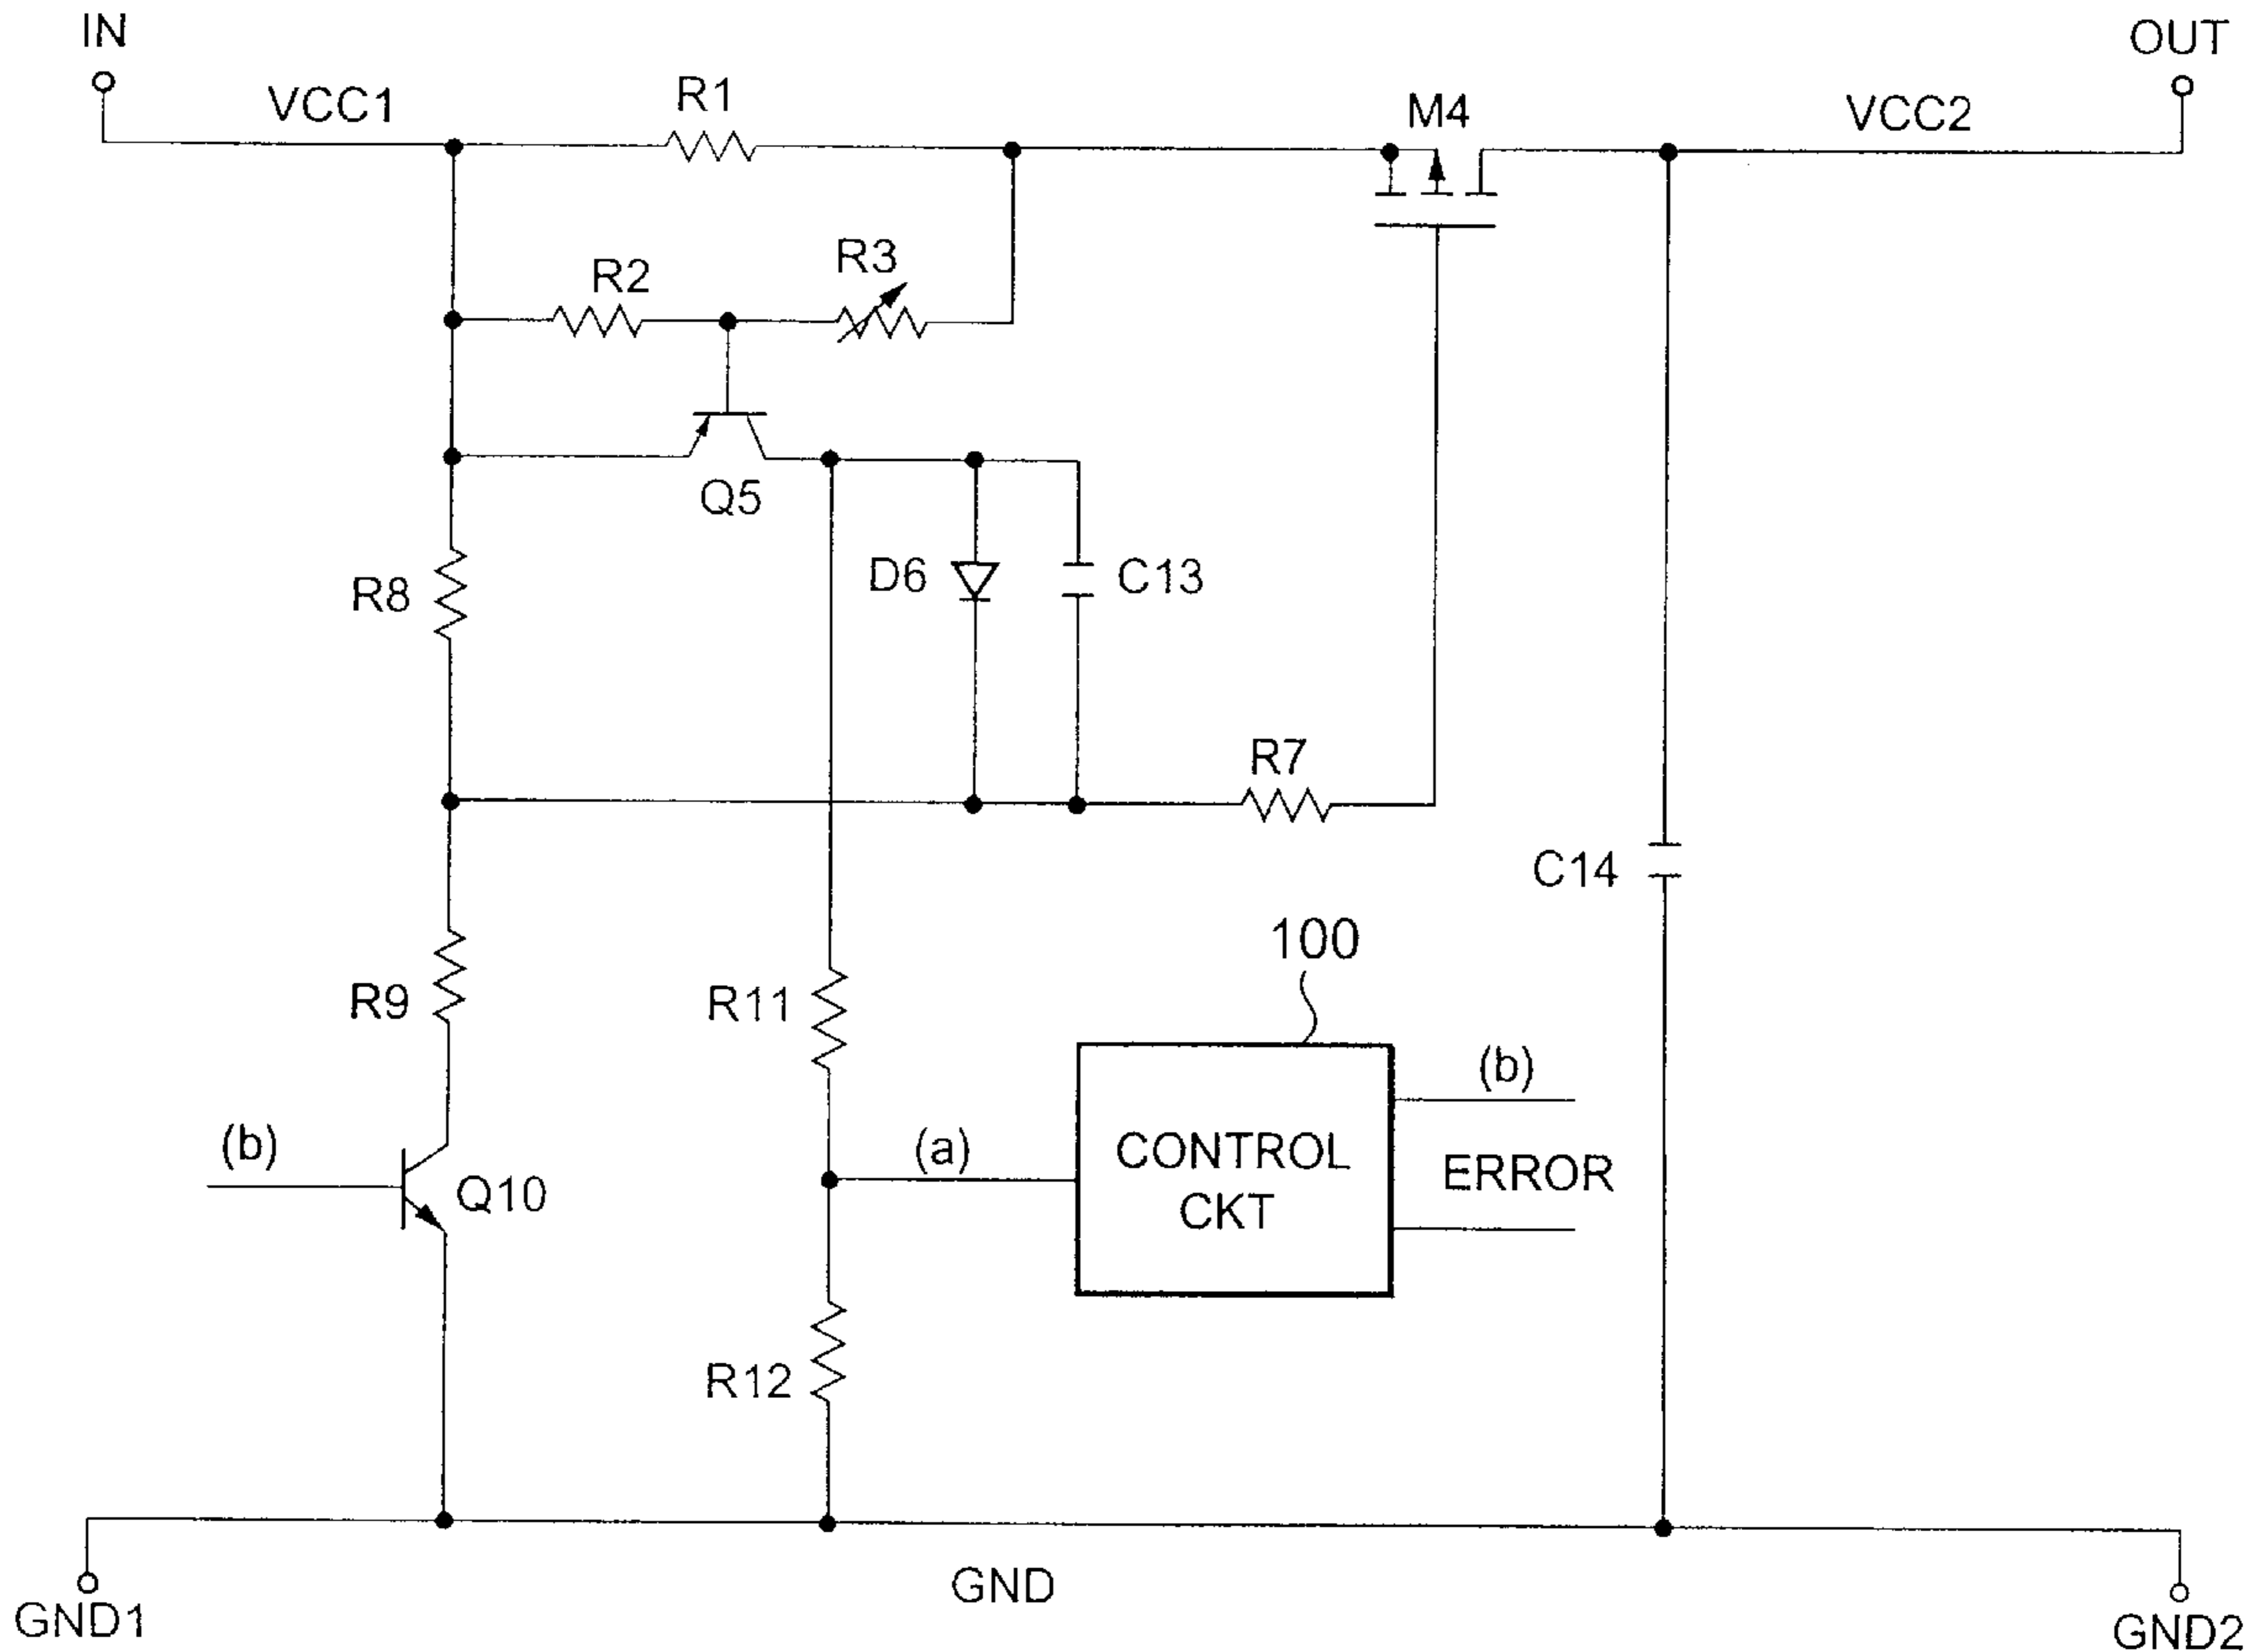 IN
OUT
VCC1
R1
M4
VCC2
R2
R3
Q5
R8
D6
C13
R7
C14
100
R9
R11
(b)
(b)
(a)
CONTROL
CKT
ERROR
Q10
R12
GND
GND1
GND2